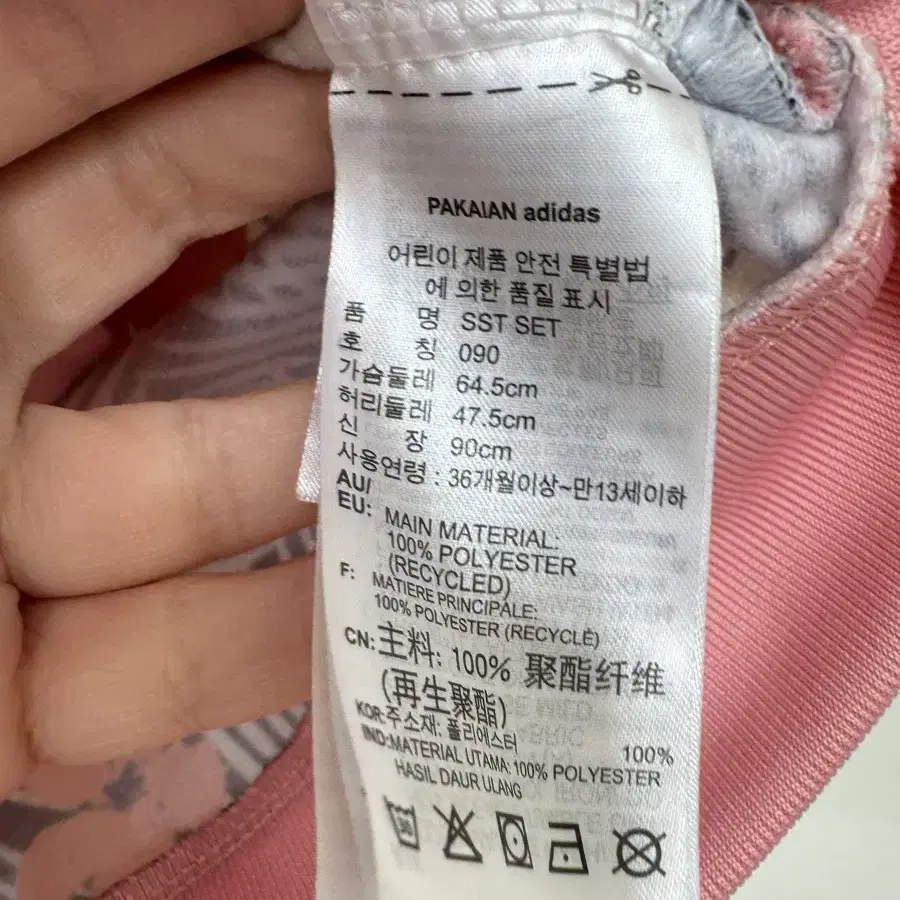 PAKAIAN adidas
어린이 제품 안전 특별법
에 의한 품질 표시
품 명 SST SET
호 칭 090
가슴둘레 64.5cm
허리둘레 47.5cm
신 장 90cm
사용연령 : 36개월이상~만13세이하
AU/
EU: MAIN MATERIAL:
100% POLYESTER
(RECYCLED)
F: MATIERE PRINCIPALE:
100% POLYESTER (RECYCLÉ)
CN: 主料: 100% 聚酯纤维
(再生聚酯)
KOR: 주소재: 폴리에스터 100%
IND: MATERIAL UTAMA: 100% POLYESTER
HASIL DAUR ULANG